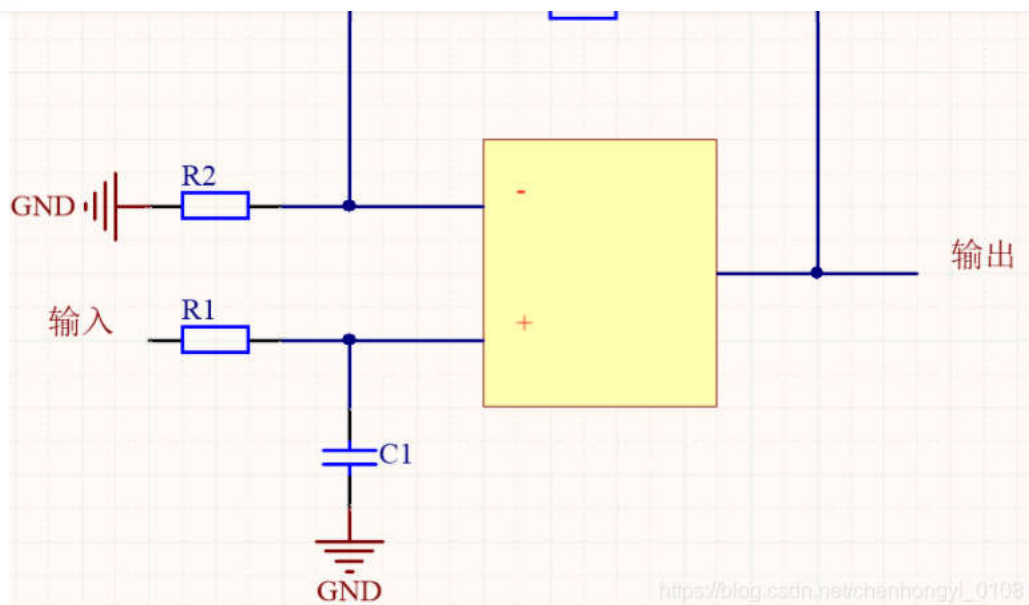 R2
GND
-
输出
R1
输入
+
C1
GND
https://blog.csdn.net/chenhongyi_0108